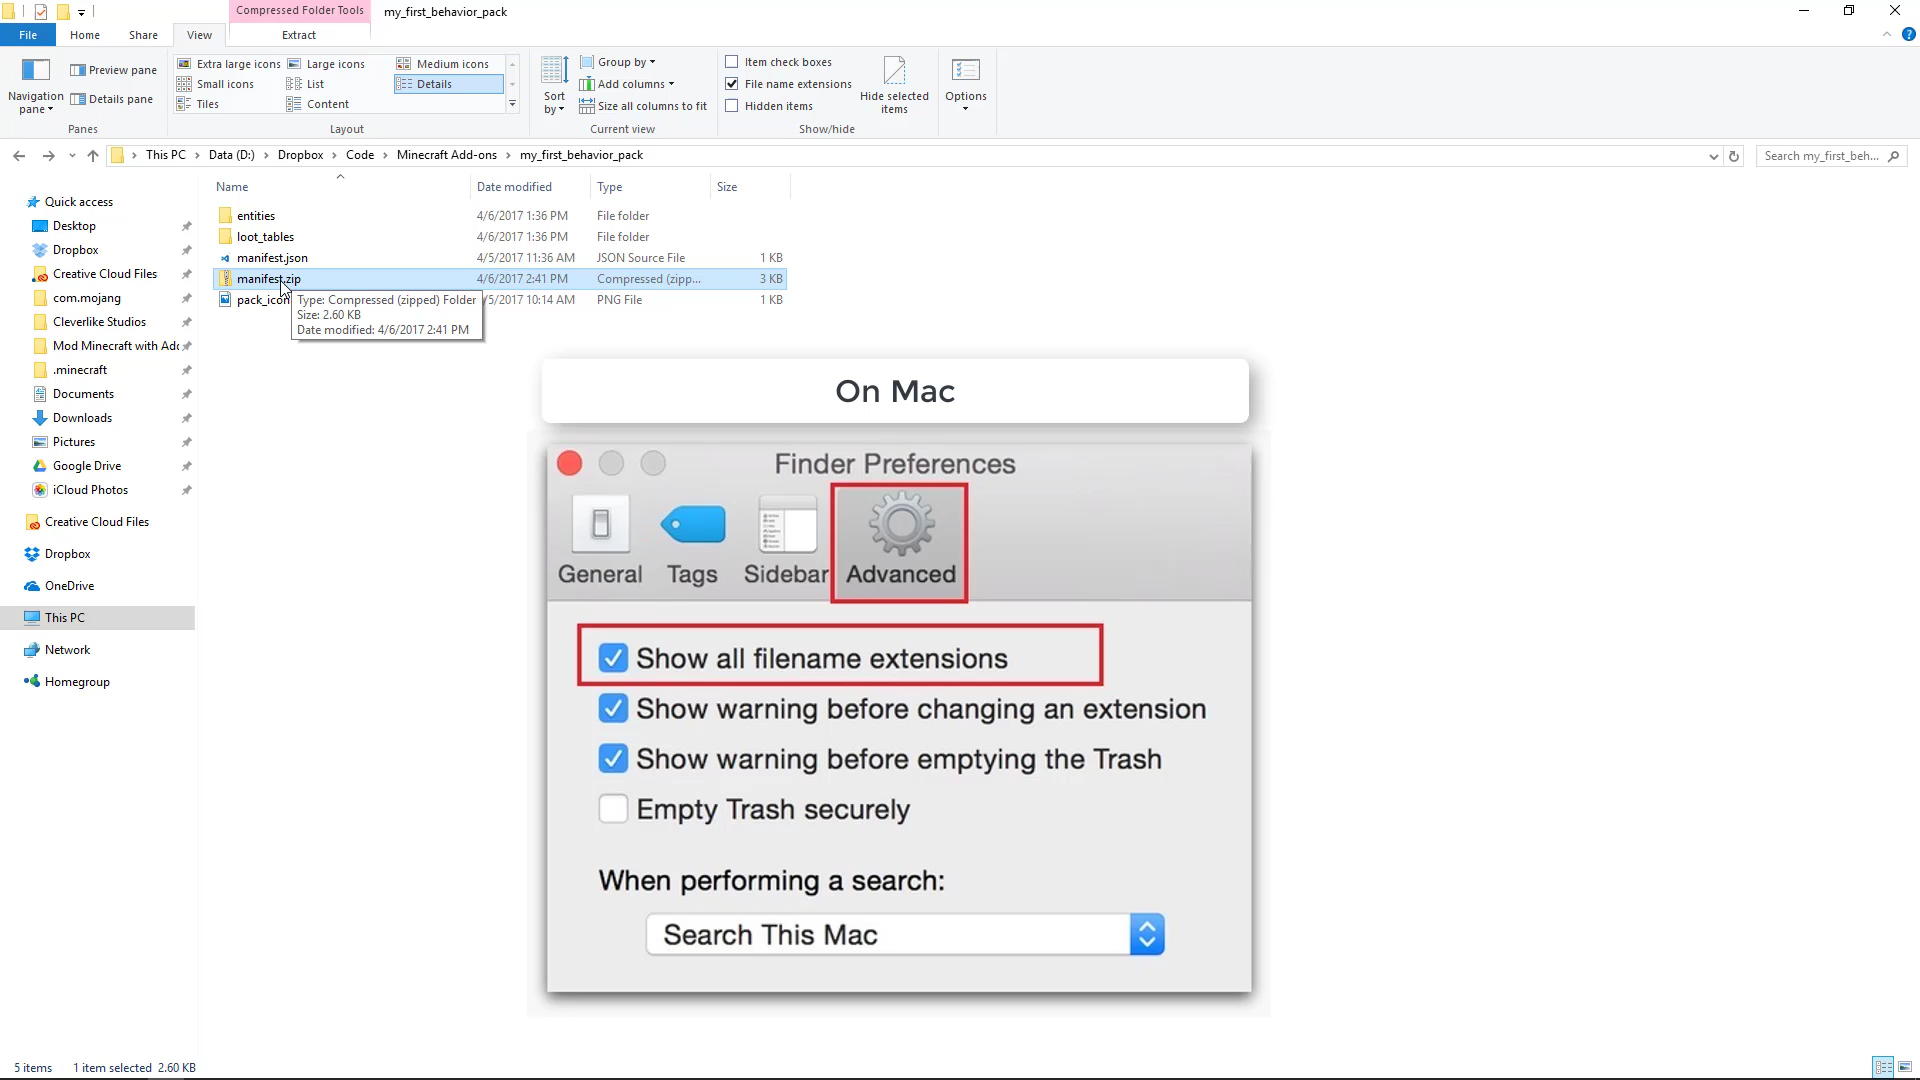 Compressed Folder Tools
my_first_behavior_pack
File
Home
Share
View
Extract
Navigation pane
Preview pane
Details pane
Panes
Extra large icons
Large icons
Medium icons
Small icons
List
Details
Tiles
Content
Layout
Sort by
Group by
Add columns
Size all columns to fit
Current view
Item check boxes
File name extensions
Hidden items
Hide selected items
Show/hide
Options
This PC > Data (D:) > Dropbox > Code > Minecraft Add-ons > my_first_behavior_pack
Search my_first_beh...
Name
Date modified
Type
Size
entities 4/6/2017 1:36 PM File folder
loot_tables 4/6/2017 1:36 PM File folder
manifest.json 4/5/2017 11:36 AM JSON Source File 1 KB
manifest.zip 4/6/2017 2:41 PM Compressed (zipp... 3 KB
pack_icon /5/2017 10:14 AM PNG File 1 KB
Type: Compressed (zipped) Folder
Size: 2.60 KB
Date modified: 4/6/2017 2:41 PM
Quick access
Desktop
Dropbox
Creative Cloud Files
com.mojang
Cleverlike Studios
Mod Minecraft with Adc
.minecraft
Documents
Downloads
Pictures
Google Drive
iCloud Photos
Creative Cloud Files
Dropbox
OneDrive
This PC
Network
Homegroup
On Mac
Finder Preferences
General
Tags
Sidebar
Advanced
Show all filename extensions
Show warning before changing an extension
Show warning before emptying the Trash
Empty Trash securely
When performing a search:
Search This Mac
5 items
1 item selected 2.60 KB